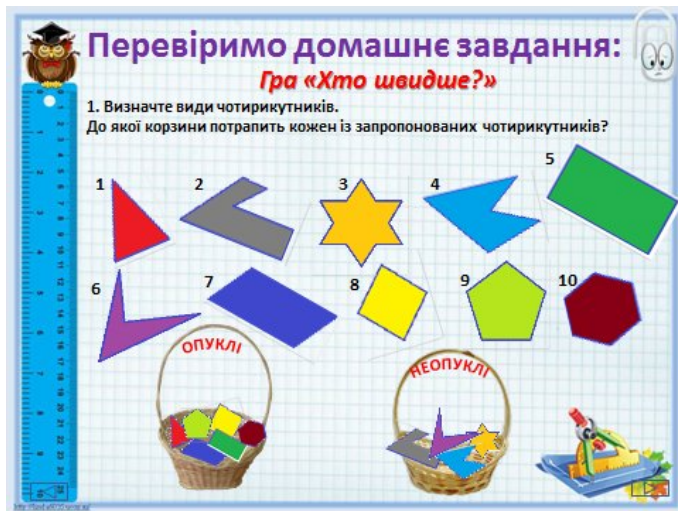 Перевіримо домашнє завдання:
Гра «Хто швидше?»
1. Визначте види чотирикутників.
До якої корзини потрапить кожен із запропонованих чотирикутників?
1 2 3 4 5
6 7 8 9 10
ОПУКЛІ
НЕОПУКЛІ